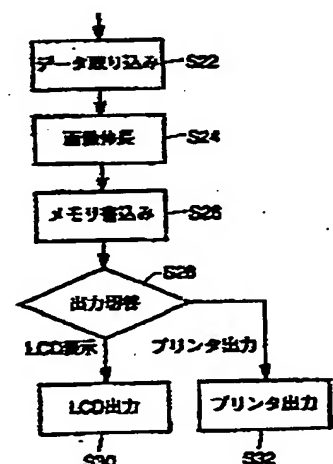 データ取り込み
S22
画像伸長
S24
メモリ書込み
S26
S28
出力切替
LCD表示
プリンタ出力
LCD出力
プリンタ出力
S30
S32